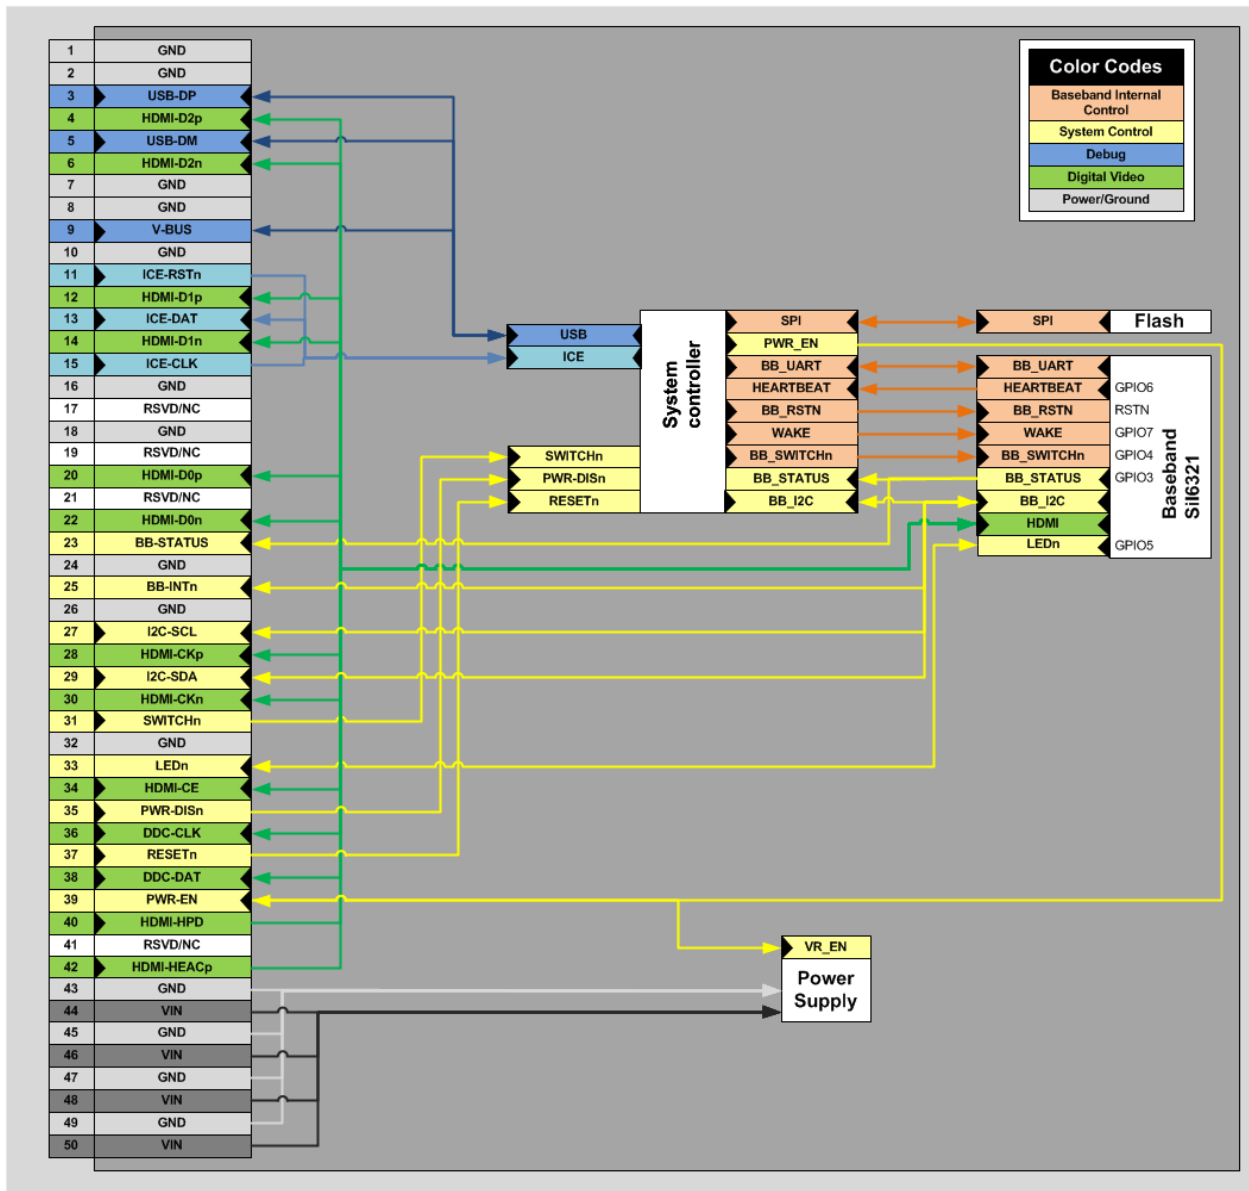 1 GND
2 GND
3 USB-DP
4 HDMI-D2p
5 USB-DM
6 HDMI-D2n
7 GND
8 GND
9 V-BUS
10 GND
11 ICE-RSTn
12 HDMI-D1p
13 ICE-DAT
14 HDMI-D1n
15 ICE-CLK
16 GND
17 RSVD/NC
18 GND
19 RSVD/NC
20 HDMI-D0p
21 RSVD/NC
22 HDMI-D0n
23 BB-STATUS
24 GND
25 BB-INTn
26 GND
27 I2C-SCL
28 HDMI-CKp
29 I2C-SDA
30 HDMI-CKn
31 SWITCHn
32 GND
33 LEDn
34 HDMI-CE
35 PWR-DISn
36 DDC-CLK
37 RESETn
38 DDC-DAT
39 PWR-EN
40 HDMI-HPD
41 RSVD/NC
42 HDMI-HEACp
43 GND
44 VIN
45 GND
46 VIN
47 GND
48 VIN
49 GND
50 VIN
USB
ICE
SWITCHn
PWR-DISn
RESETn
System
controller
SPI
PWR_EN
BB_UART
HEARTBEAT
BB_RSTN
WAKE
BB_SWITCHn
BB_STATUS
BB_I2C
SPI
Flash
BB_UART
HEARTBEAT GPIO6
BB_RSTN RSTN
WAKE GPIO7
BB_SWITCHn GPIO4
BB_STATUS GPIO3
BB_I2C
HDMI
LEDn GPIO5
Baseband
SiI6321
VR_EN
Power
Supply
Color Codes
Baseband Internal
Control
System Control
Debug
Digital Video
Power/Ground